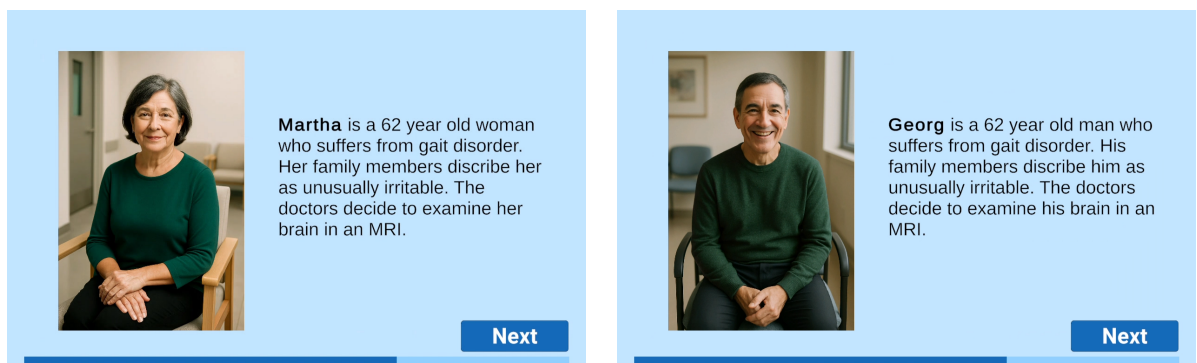 Martha is a 62 year old woman
who suffers from gait disorder.
Her family members discribe her
as unusually irritable. The
doctors decide to examine her
brain in an MRI.
Next
Georg is a 62 year old man who
suffers from gait disorder. His
family members discribe him as
unusually irritable. The doctors
decide to examine his brain in an
MRI.
Next